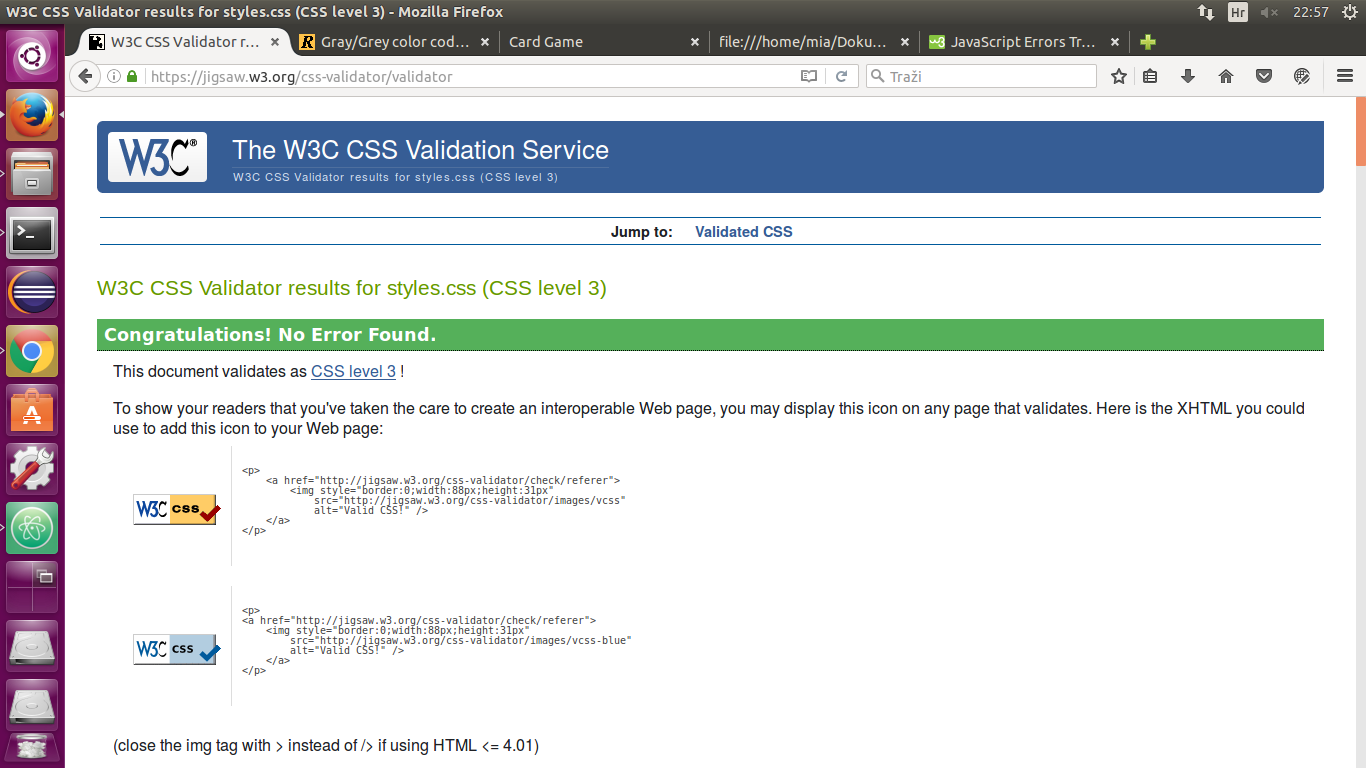 W3C CSS Validator results for styles.css (CSS level 3) - Mozilla Firefox
Hr
22:57
W3C CSS Validator r...
Gray/Grey color cod...
Card Game
file:///home/mia/Doku...
JavaScript Errors Tr...
https://jigsaw.w3.org/css-validator/validator
Traži
W3C®
The W3C CSS Validation Service
W3C CSS Validator results for styles.css (CSS level 3)
Jump to: Validated CSS
W3C CSS Validator results for styles.css (CSS level 3)
Congratulations! No Error Found.
This document validates as CSS level 3 !
To show your readers that you've taken the care to create an interoperable Web page, you may display this icon on any page that validates. Here is the XHTML you could
use to add this icon to your Web page:
W3C css
<p>
    <a href="http://jigsaw.w3.org/css-validator/check/referer">
        <img style="border:0;width:88px;height:31px"
            src="http://jigsaw.w3.org/css-validator/images/vcss"
            alt="Valid CSS!" />
    </a>
</p>
W3C css
<p>
<a href="http://jigsaw.w3.org/css-validator/check/referer">
    <img style="border:0;width:88px;height:31px"
        src="http://jigsaw.w3.org/css-validator/images/vcss-blue"
        alt="Valid CSS!" />
    </a>
</p>
(close the img tag with > instead of /> if using HTML <= 4.01)